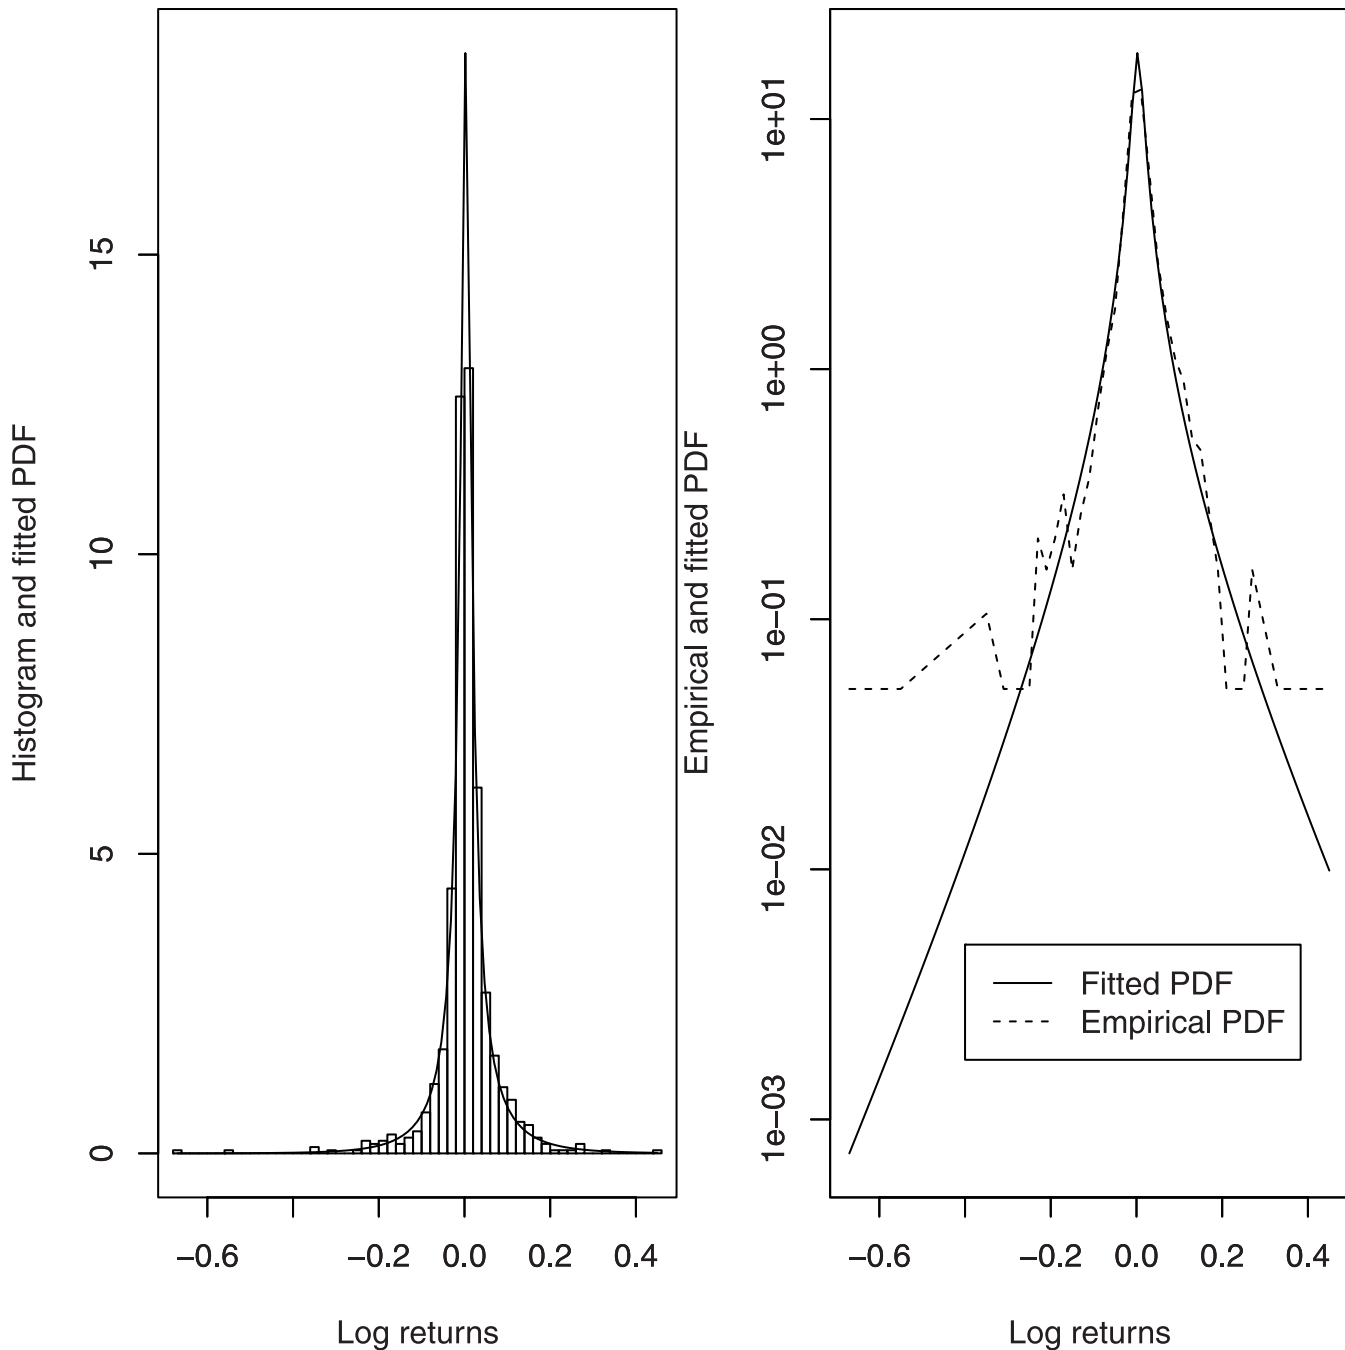 Histogram and fitted PDF
15
10
5
0
−0.6
−0.2
0.0
0.2
0.4
Log returns
Empirical and fitted PDF
1e+01
1e+00
1e−01
1e−02
1e−03
Fitted PDF
Empirical PDF
−0.6
−0.2
0.0
0.2
0.4
Log returns